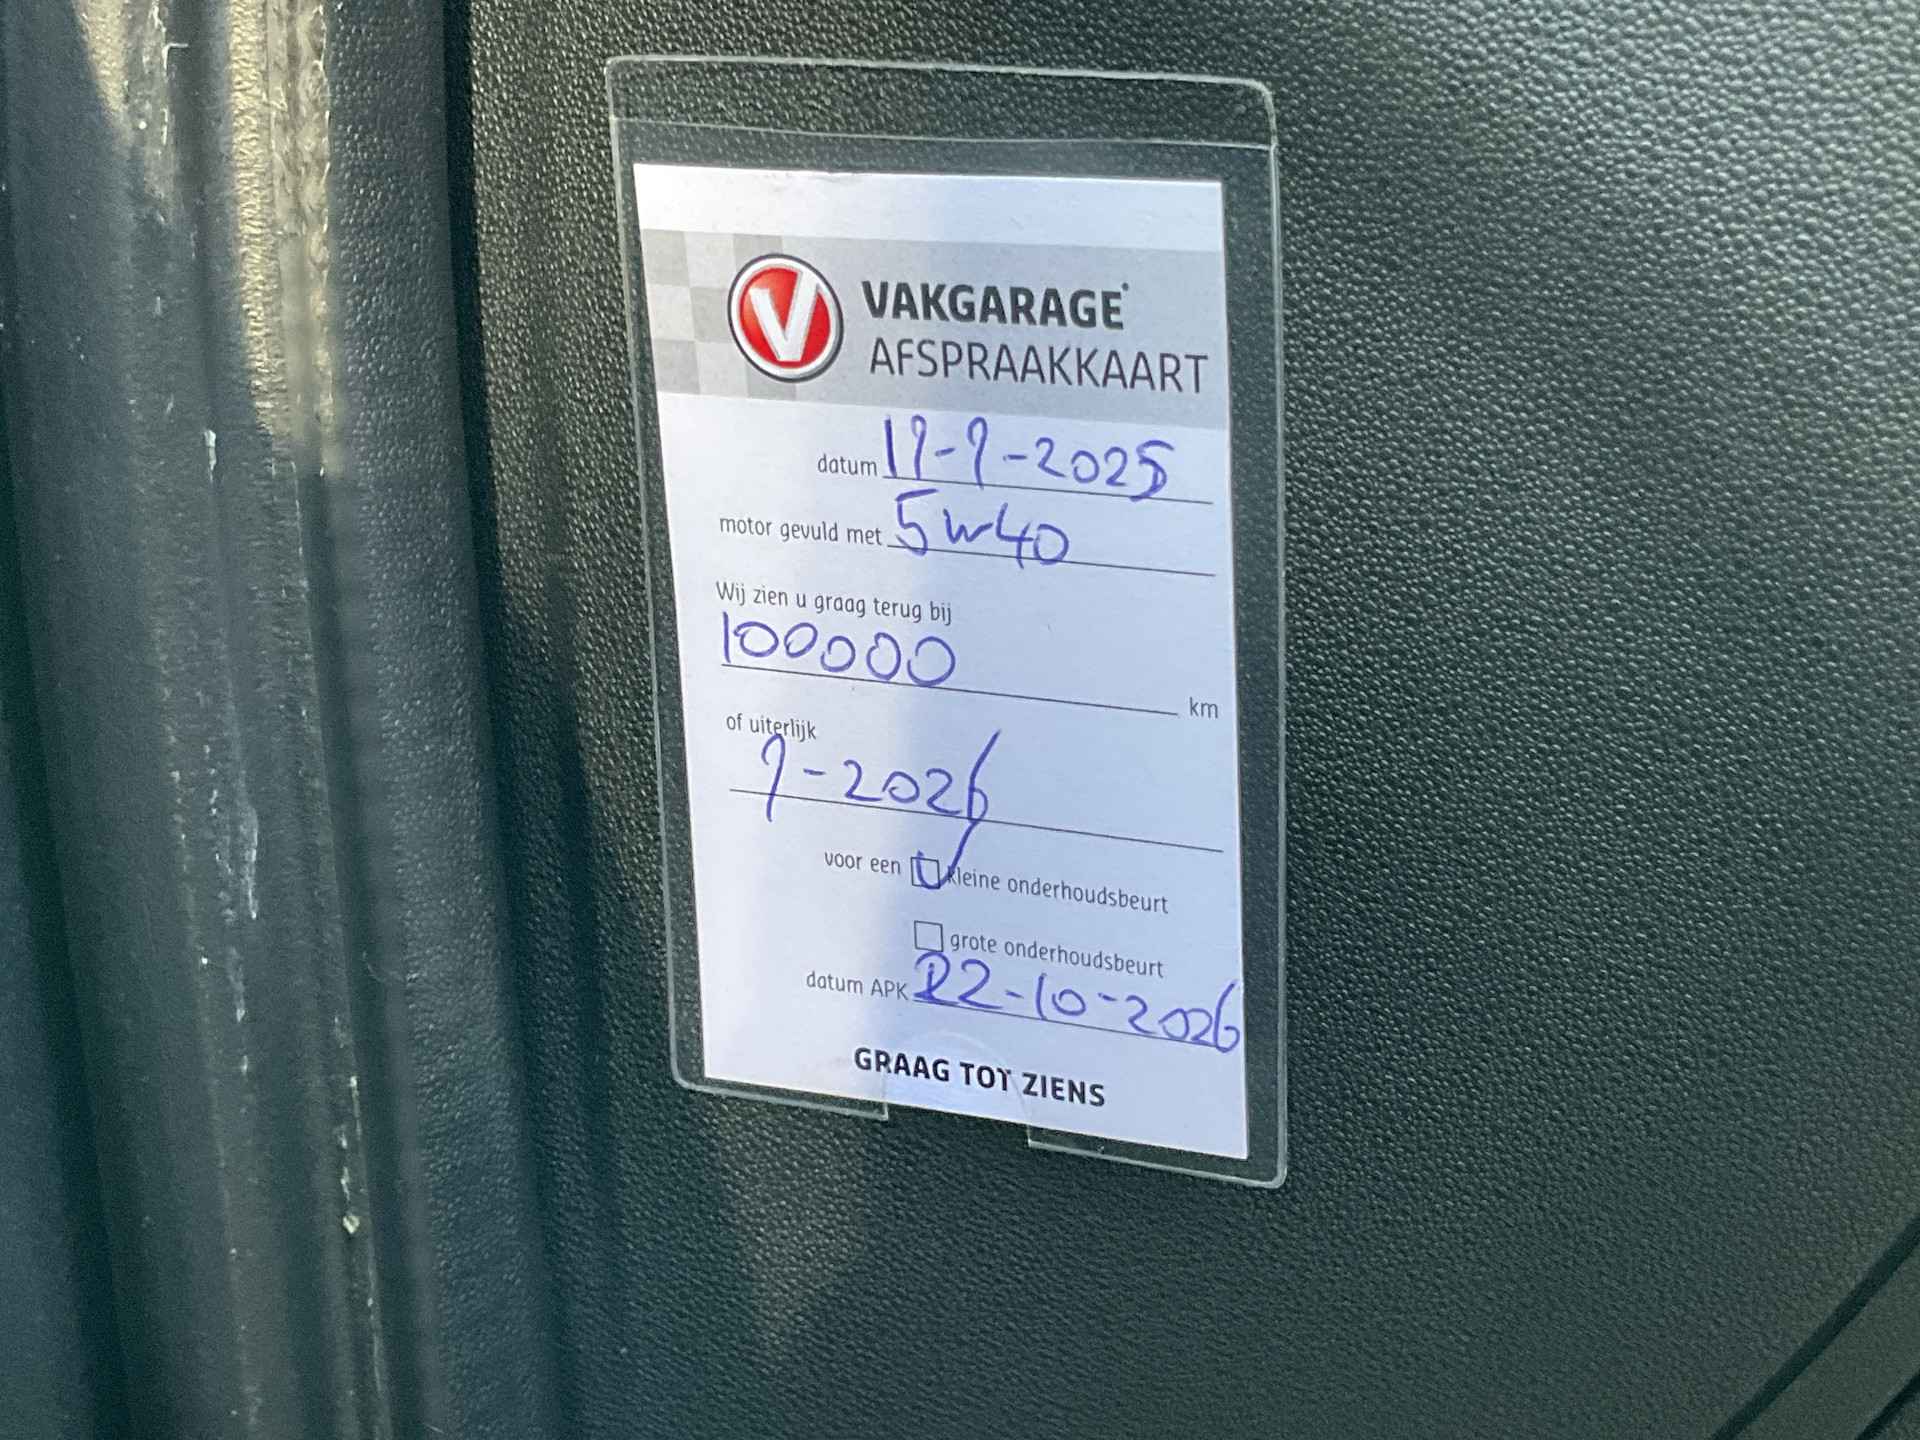 V
VAKGARAGE
AFSPRAAKKAART
datum 19-9-2025
motor gevuld met 5w40
Wij zien u graag terug bij
100000 km
of uiterlijk
9-2026
voor een kleine onderhoudsbeurt
grote onderhoudsbeurt
datum APK 22-10-2026
GRAAG TOT ZIENS